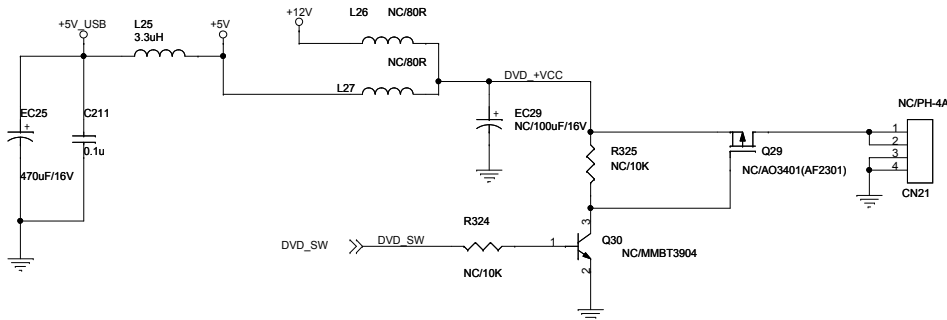 +12V
L26
NC/80R
+5V_USB
L25
3.3uH
+5V
NC/80R
L27
DVD_+VCC
EC25
+
470uF/16V
C211
0.1u
+
EC29
NC/100uF/16V
R325
NC/10K
Q29
NC/AO3401(AF2301)
NC/PH-4A
1
2
3
4
CN21
R324
NC/10K
DVD_SW
DVD_SW
1
3
2
Q30
NC/MMBT3904